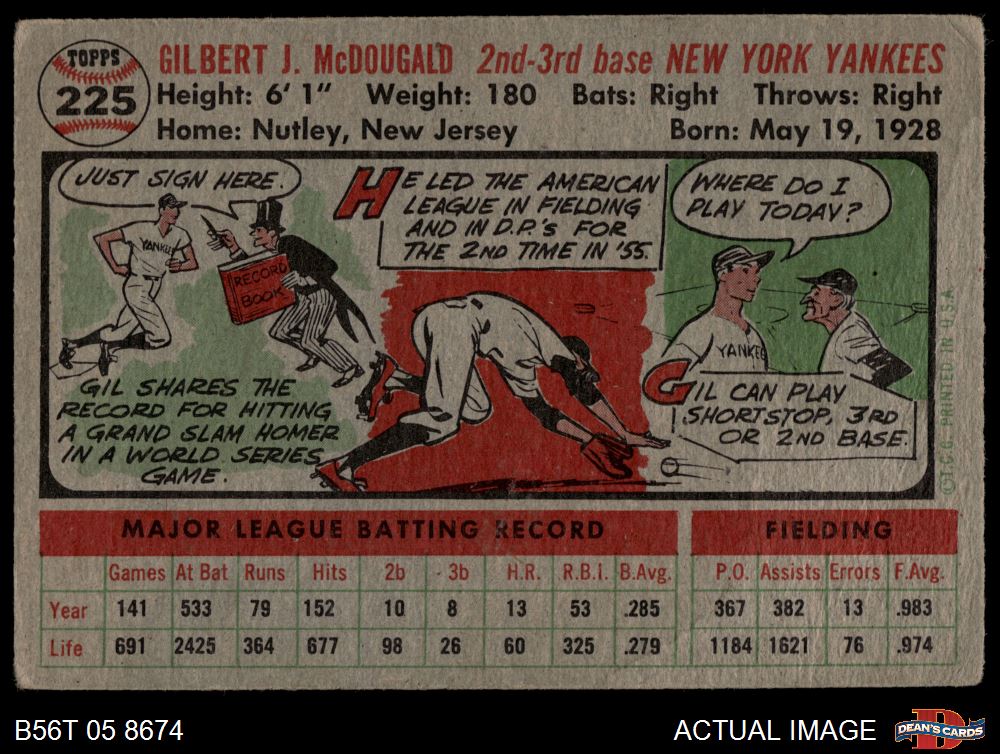 TOPPS
225
GILBERT J. McDOUGALD 2nd-3rd base NEW YORK YANKEES
Height: 6' 1" Weight: 180 Bats: Right Throws: Right
Home: Nutley, New Jersey Born: May 19, 1928
JUST SIGN HERE.
YANKEE
RECORD
BOOK
GIL SHARES THE
RECORD FOR HITTING
A GRAND SLAM HOMER
IN A WORLD SERIES
GAME.
HE LED THE AMERICAN
LEAGUE IN FIELDING
AND IN D.P.'s FOR
THE 2ND TIME IN '55.
WHERE DO I
PLAY TODAY?
YANKEE
GIL CAN PLAY
SHORTSTOP, 3RD
OR 2ND BASE.
©T.C.G. PRINTED IN U.S.A.
MAJOR LEAGUE BATTING RECORD FIELDING
Games At Bat Runs Hits 2b 3b H.R. R.B.I. B.Avg. P.O. Assists Errors F.Avg.
Year 141 533 79 152 10 8 13 53 .285 367 382 13 .983
Life 691 2425 364 677 98 26 60 325 .279 1184 1621 76 .974
B56T 05 8674 ACTUAL IMAGE
DEAN'S CARDS